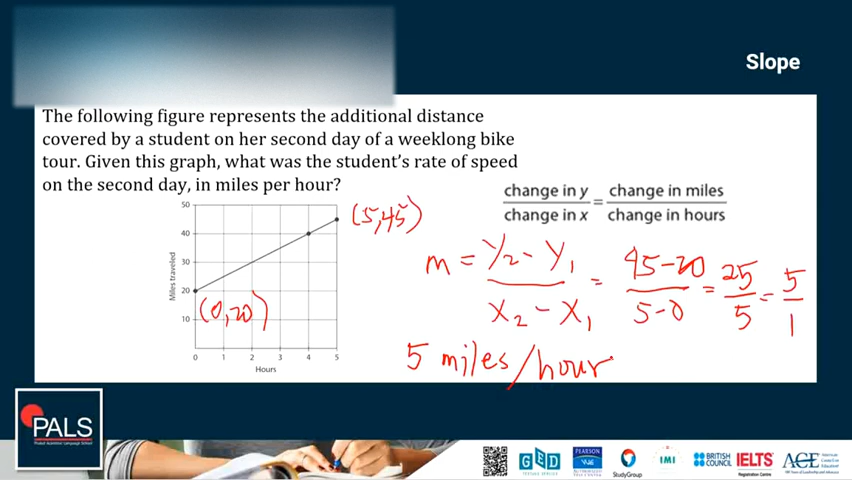 Slope
The following figure represents the additional distance
covered by a student on her second day of a weeklong bike
tour. Given this graph, what was the student's rate of speed
on the second day, in miles per hour?
change in y / change in x = change in miles / change in hours
50
40
30
20
10
0 1 2 3 4 5
Miles traveled
Hours
(5,45)
(0,20)
m = Y2 - Y1 / X2 - X1 = 45-20 / 5-0 = 25 / 5 = 5 / 1
5 miles/hour
PALS
GED
TESTING SERVICE
PEARSON
VUE
StudyGroup
IMI
BRITISH COUNCIL
IELTS
Registration Centre
ACE